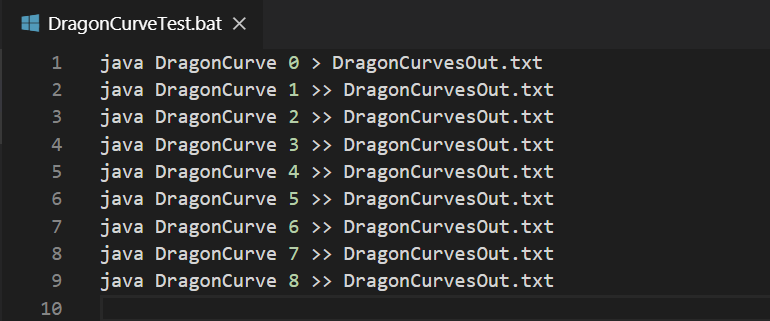 DragonCurveTest.bat
1 java DragonCurve 0 > DragonCurvesOut.txt
2 java DragonCurve 1 >> DragonCurvesOut.txt
3 java DragonCurve 2 >> DragonCurvesOut.txt
4 java DragonCurve 3 >> DragonCurvesOut.txt
5 java DragonCurve 4 >> DragonCurvesOut.txt
6 java DragonCurve 5 >> DragonCurvesOut.txt
7 java DragonCurve 6 >> DragonCurvesOut.txt
8 java DragonCurve 7 >> DragonCurvesOut.txt
9 java DragonCurve 8 >> DragonCurvesOut.txt
10